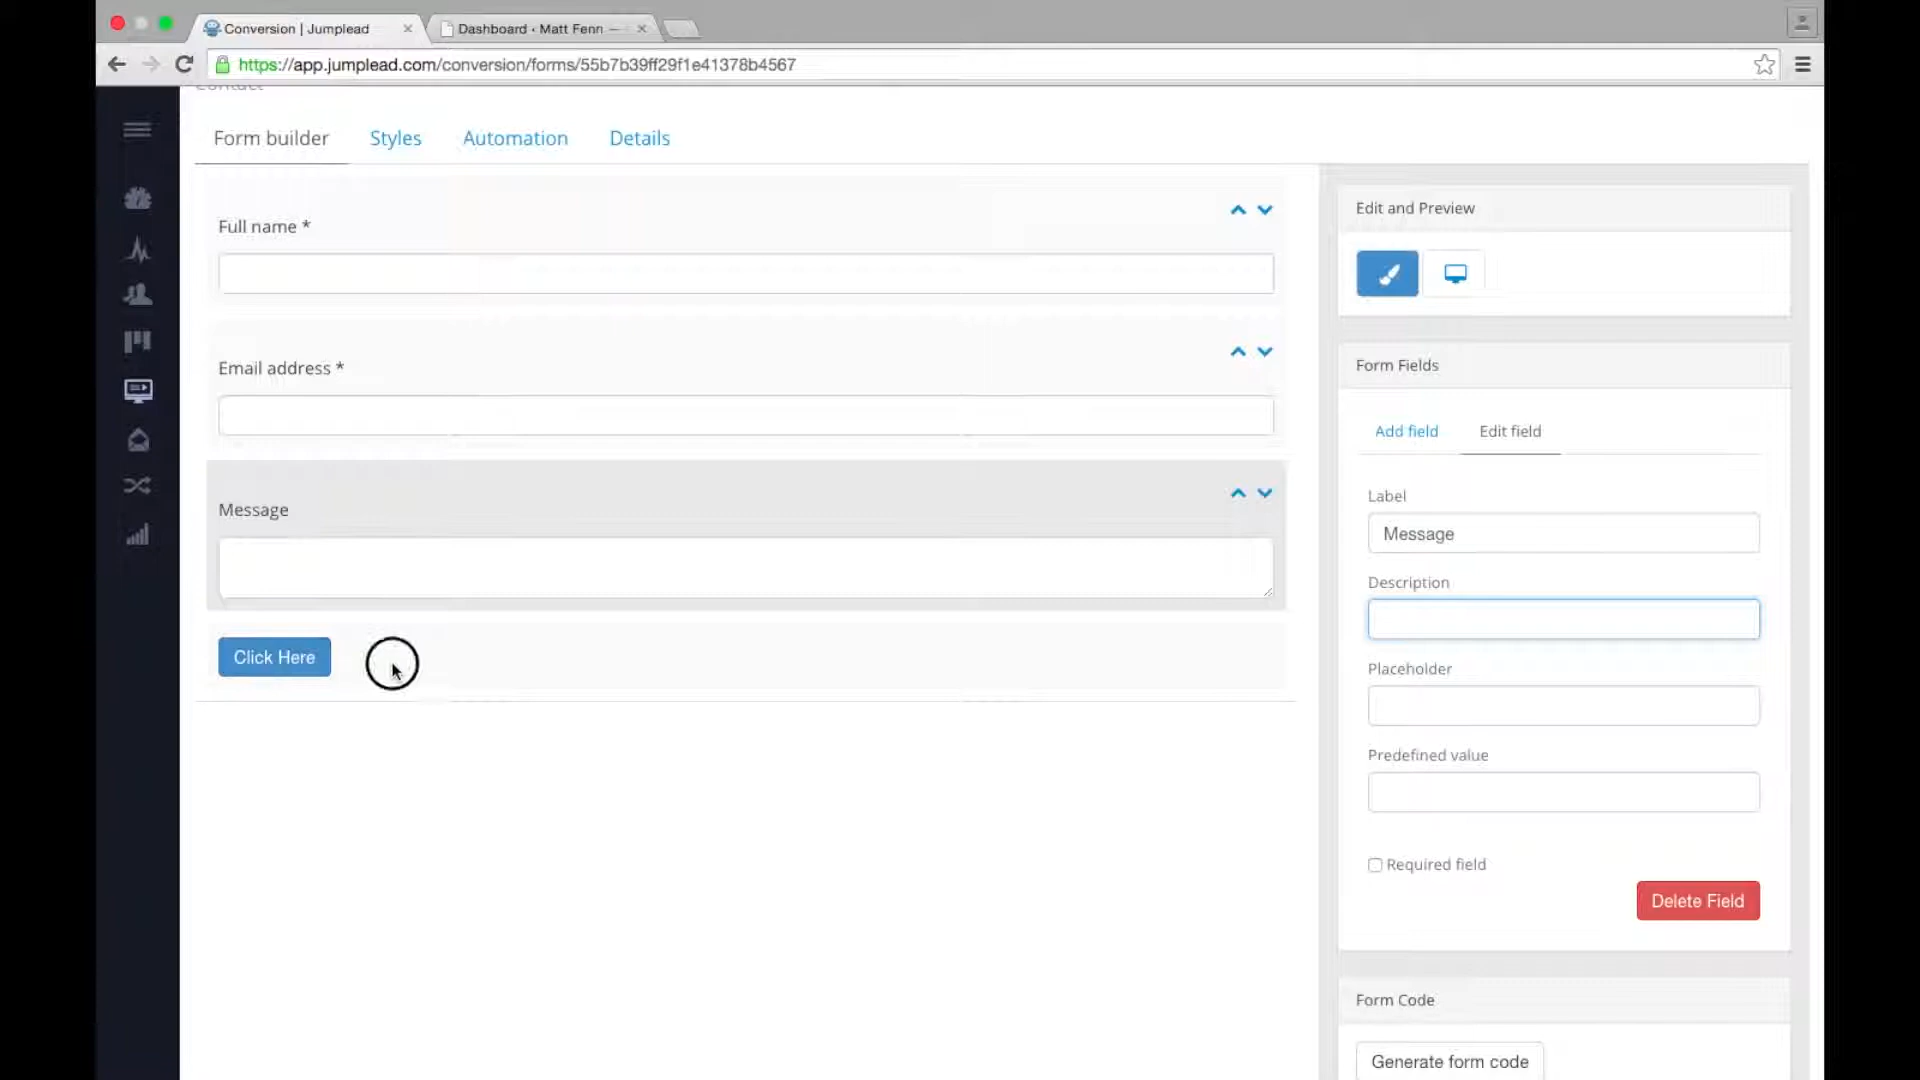 Conversion | Jumplead
Dashboard ‹ Matt Fenn —
https://app.jumplead.com/conversion/forms/55b7b39ff29f1e41378b4567
Contact
Form builder
Styles
Automation
Details
Full name *
Email address *
Message
Click Here
Edit and Preview
Form Fields
Add field
Edit field
Label
Message
Description
Placeholder
Predefined value
Required field
Delete Field
Form Code
Generate form code